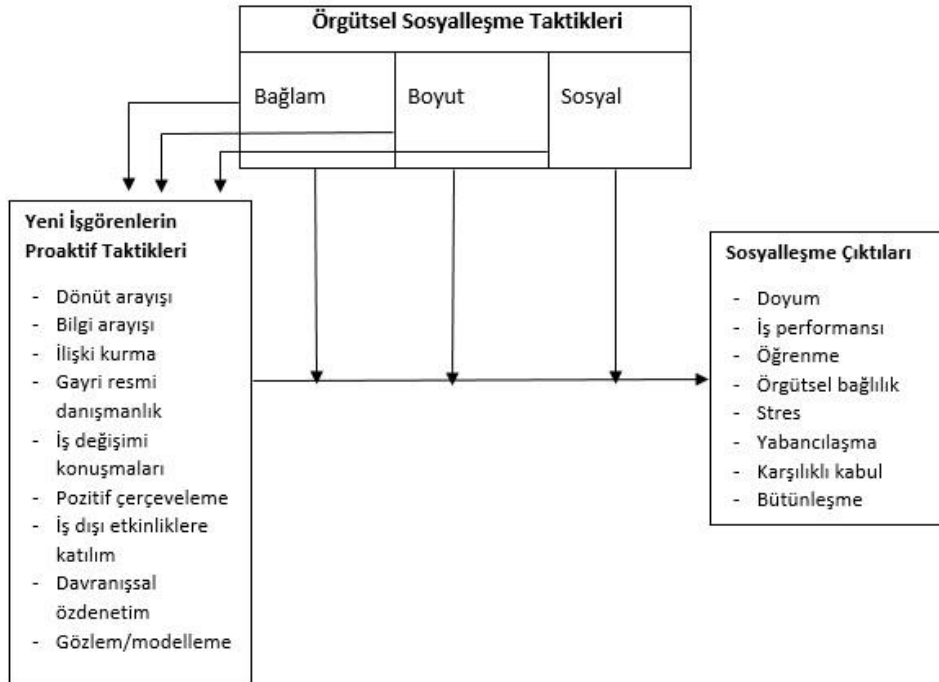 Örgütsel Sosyalleşme Taktikleri
Bağlam
Boyut
Sosyal
Yeni İşgörenlerin
Proaktif Taktikleri
- Dönüt arayışı
- Bilgi arayışı
- İlişki kurma
- Gayri resmi
danışmanlık
- İş değişimi
konuşmaları
- Pozitif çerçeveleme
- İş dışı etkinliklere
katılım
- Davranışsal
özdenetim
- Gözlem/modelleme
Sosyalleşme Çıktıları
- Doyum
- İş performansı
- Öğrenme
- Örgütsel bağlılık
- Stres
- Yabancılaşma
- Karşılıklı kabul
- Bütünleşme